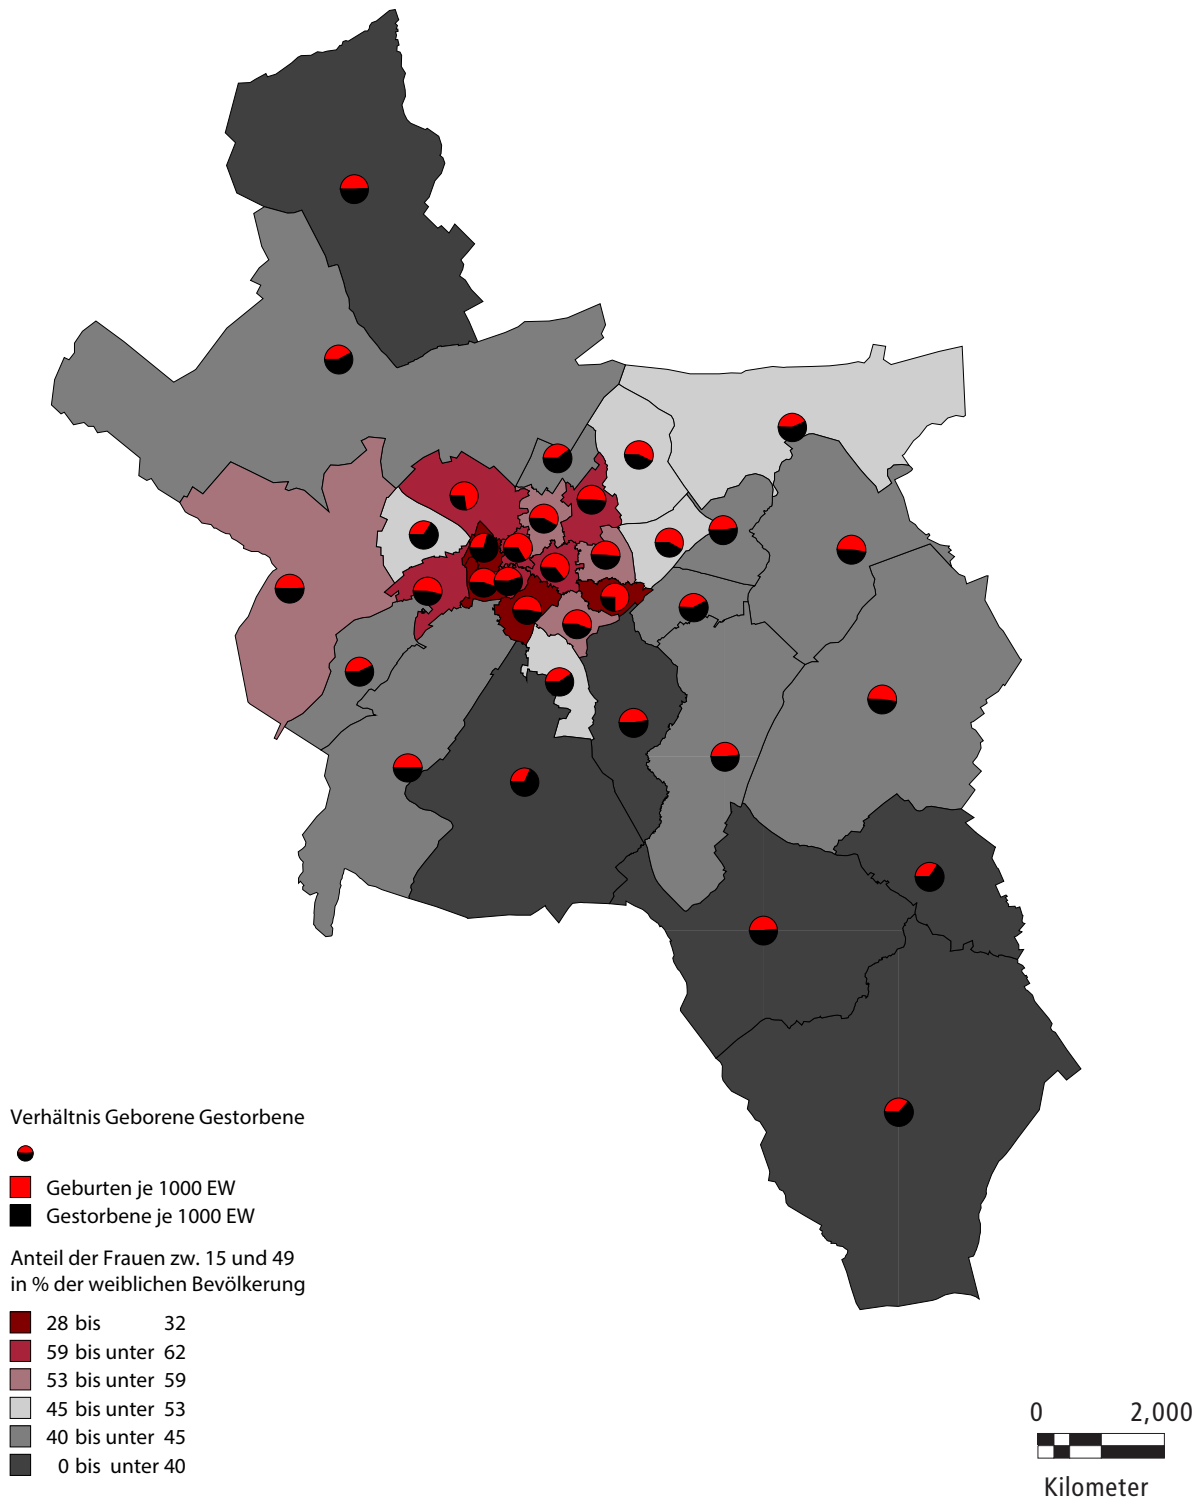 Verhältnis Geborene Gestorbene
Geburten je 1000 EW
Gestorbene je 1000 EW
Anteil der Frauen zw. 15 und 49
in % der weiblichen Bevölkerung
28 bis 32
59 bis unter 62
53 bis unter 59
45 bis unter 53
40 bis unter 45
0 bis unter 40
0 2,000
Kilometer